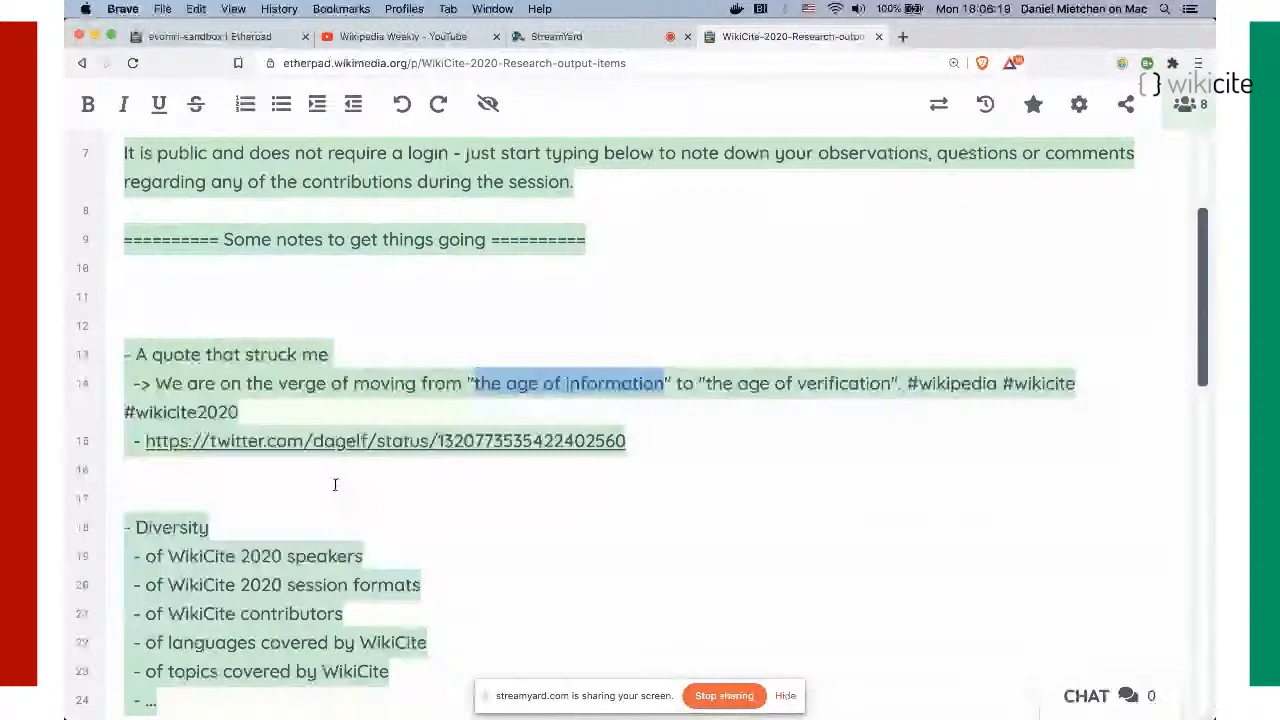 Brave File Edit View History Bookmarks Profiles Tab Window Help 100% Mon 18:06:19 Daniel Mietchen on Mac
evomri-sandbox | Etherpad Wikipedia Weekly - YouTube StreamYard WikiCite-2020-Research-outpu
etherpad.wikimedia.org/p/WikiCite-2020-Research-output-items
{} wikicite
B I U S 8
7 It is public and does not require a login - just start typing below to note down your observations, questions or comments
regarding any of the contributions during the session.
8
9 ========== Some notes to get things going ==========
10
11
12
13 - A quote that struck me
14 -> We are on the verge of moving from "the age of information" to "the age of verification". #wikipedia #wikicite
#wikicite2020
15 - https://twitter.com/dagelf/status/1320773535422402560
16
17
18 - Diversity
19 - of WikiCite 2020 speakers
20 - of WikiCite 2020 session formats
21 - of WikiCite contributors
22 - of languages covered by WikiCite
23 - of topics covered by WikiCite
24 - ...
streamyard.com is sharing your screen. Stop sharing Hide
CHAT 0